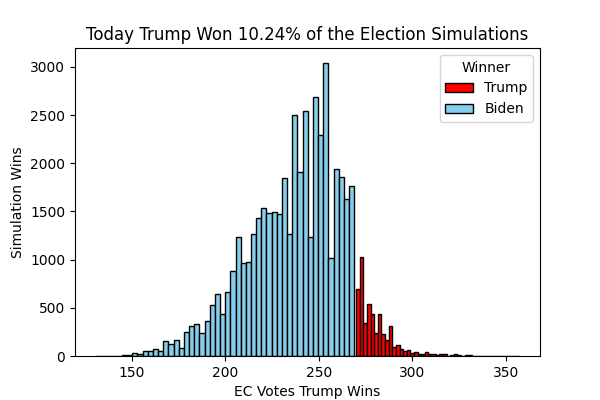 Today Trump Won 10.24% of the Election Simulations
3000
2500
2000
1500
1000
500
0
Simulation Wins
Winner
Trump
Biden
150 200 250 300 350
EC Votes Trump Wins